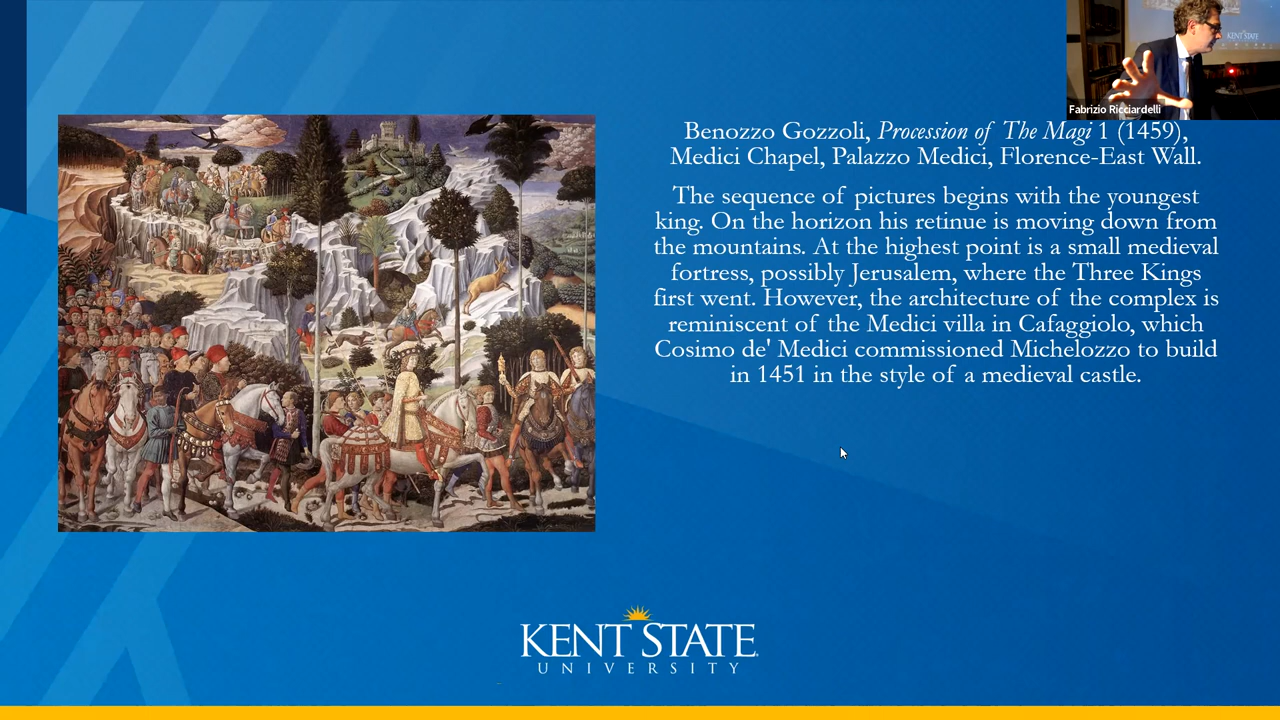 KENT STATE
Fabrizio Ricciardelli
Benozzo Gozzoli, Procession of The Magi 1 (1459),
Medici Chapel, Palazzo Medici, Florence-East Wall.
The sequence of pictures begins with the youngest
king. On the horizon his retinue is moving down from
the mountains. At the highest point is a small medieval
fortress, possibly Jerusalem, where the Three Kings
first went. However, the architecture of the complex is
reminiscent of the Medici villa in Cafaggiolo, which
Cosimo de' Medici commissioned Michelozzo to build
in 1451 in the style of a medieval castle.
KENT STATE
UNIVERSITY